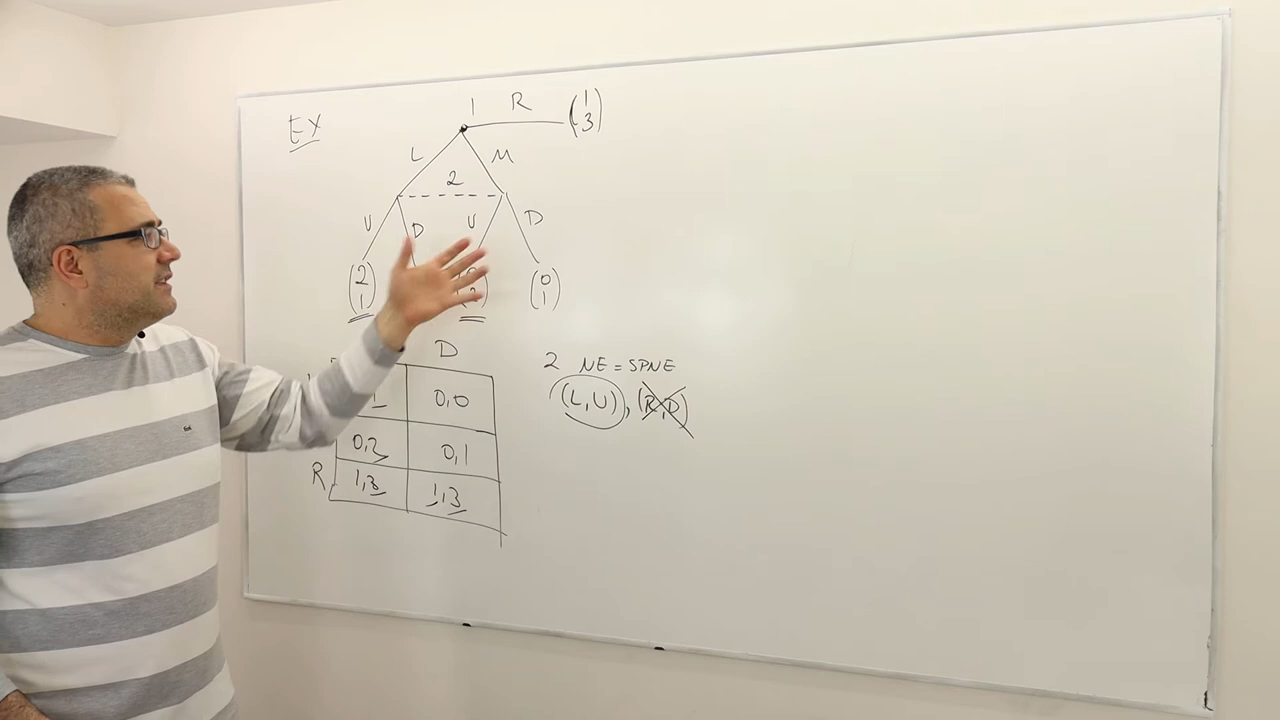 EX
1 R (1 3)
L M
2
U D U D
(2 1) (0 1)
D
1 0,0
0,2 0,1
R 1,3 1,3
2 NE = SPNE
(L,U), (R,D)